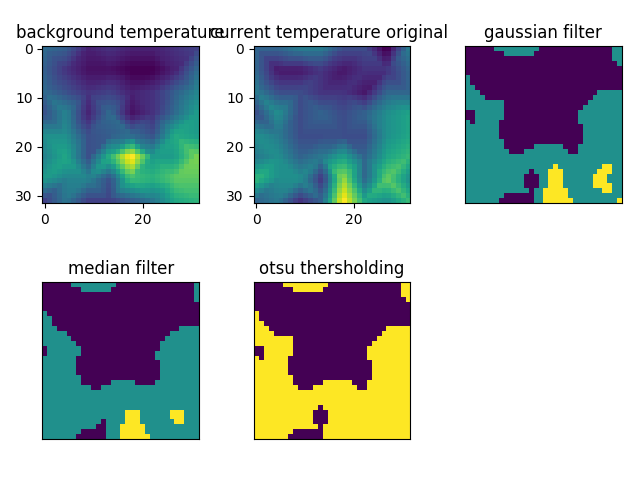 background temperature
current temperature original
gaussian filter
0
10
20
30
0
20
0
10
20
30
0
20
median filter
otsu thersholding